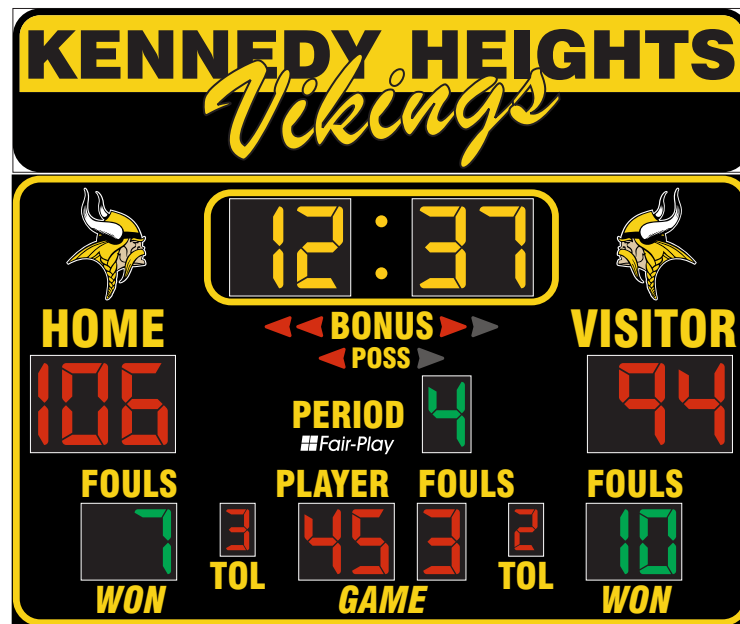 KENNEDY HEIGHTS
Vikings
12:37
HOME
BONUS
VISITOR
POSS
106
94
PERIOD 4
Fair-Play
FOULS PLAYER FOULS FOULS
7 3 45 3 2 10
TOL TOL
WON GAME WON